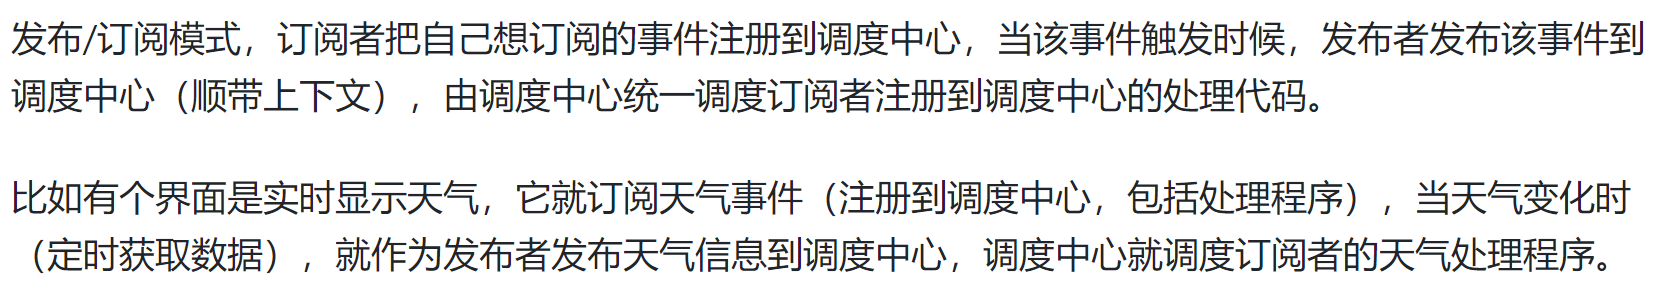 发布/订阅模式，订阅者把自己想订阅的事件注册到调度中心，当该事件触发时候，发布者发布该事件到
调度中心（顺带上下文），由调度中心统一调度订阅者注册到调度中心的处理代码。
比如有个界面是实时显示天气，它就订阅天气事件（注册到调度中心，包括处理程序），当天气变化时
（定时获取数据），就作为发布者发布天气信息到调度中心，调度中心就调度订阅者的天气处理程序。